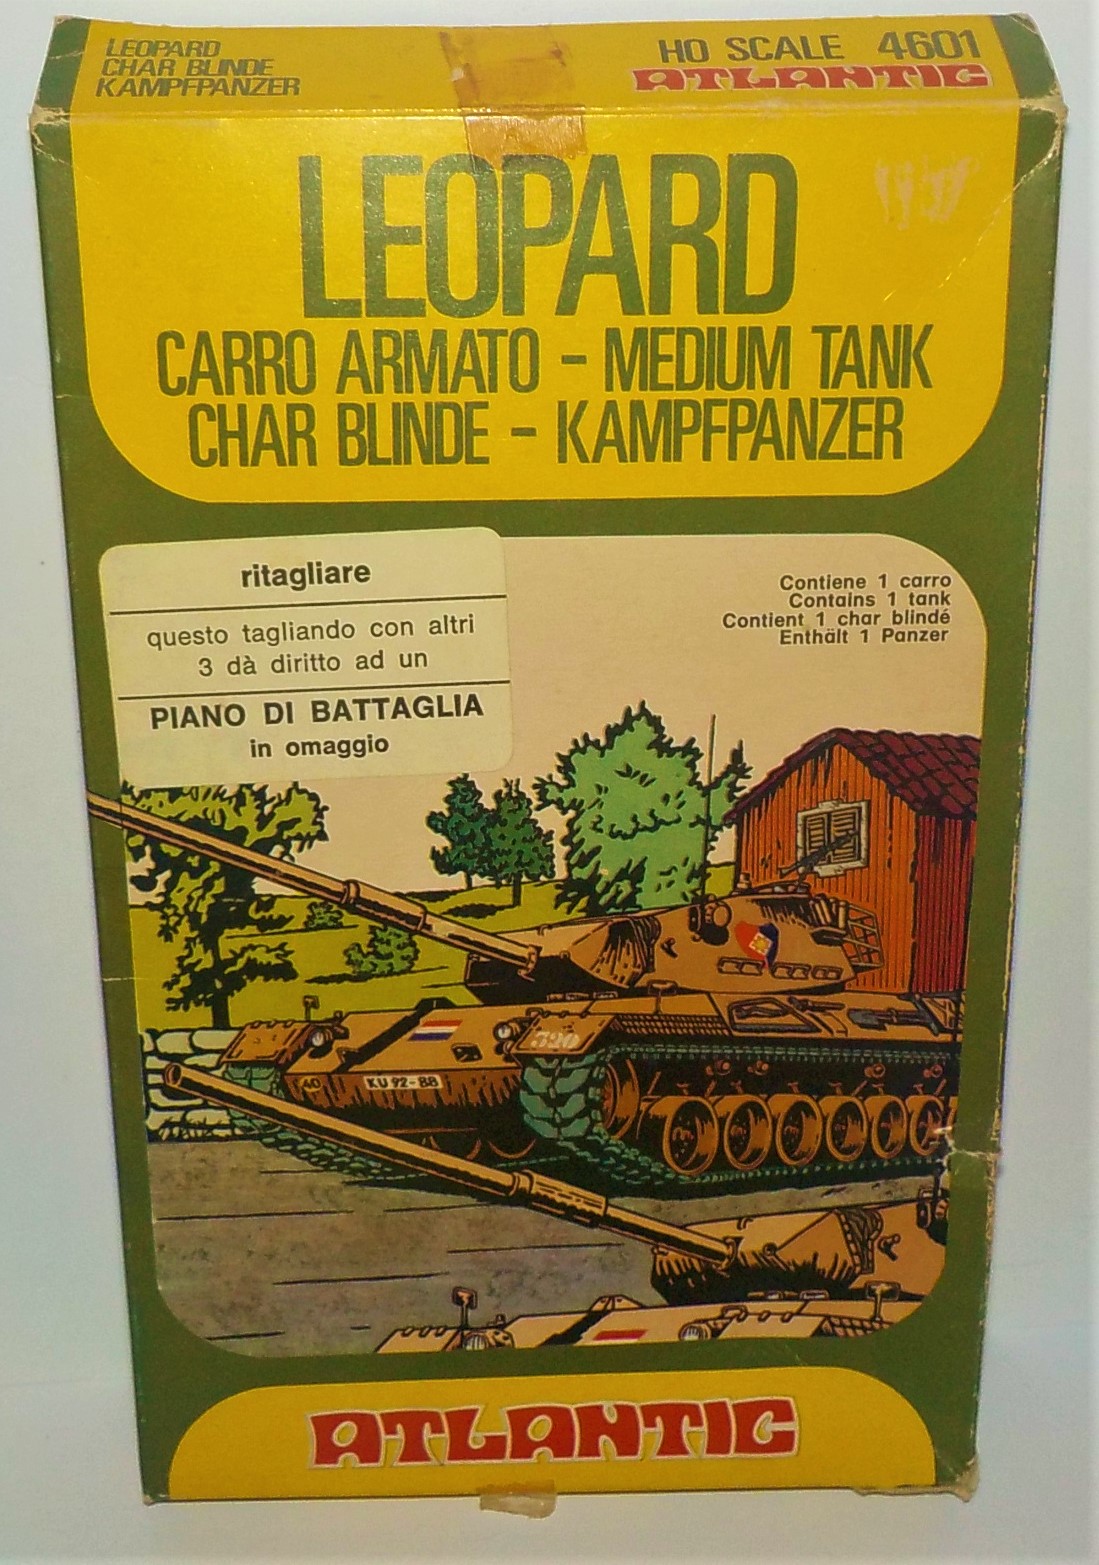 LEOPARD
CHAR BLINDE
KAMPFPANZER
HO SCALE 4601
ATLANTIC
LEOPARD
CARRO ARMATO - MEDIUM TANK
CHAR BLINDE - KAMPFPANZER
ritagliare
questo tagliando con altri
3 dà diritto ad un
PIANO DI BATTAGLIA
in omaggio
Contiene 1 carro
Contains 1 tank
Contient 1 char blindé
Enthält 1 Panzer
320
40
KU 92-88
ATLANTIC